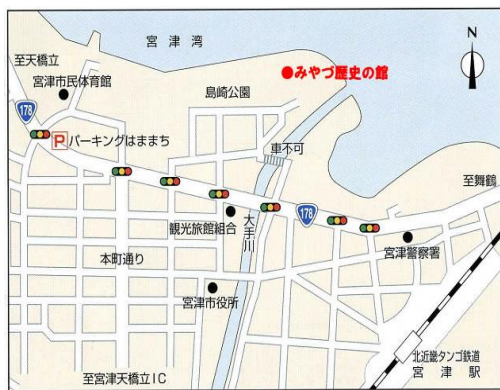 宮津湾
N
みやづ歴史の館
至天橋立
宮津市民体育館
島崎公園
178
P パーキングはままち
車不可
至舞鶴
178
観光旅館組合
大手川
宮津警察署
本町通り
宮津市役所
北近畿タンゴ鉄道
宮津駅
至宮津天橋立IC